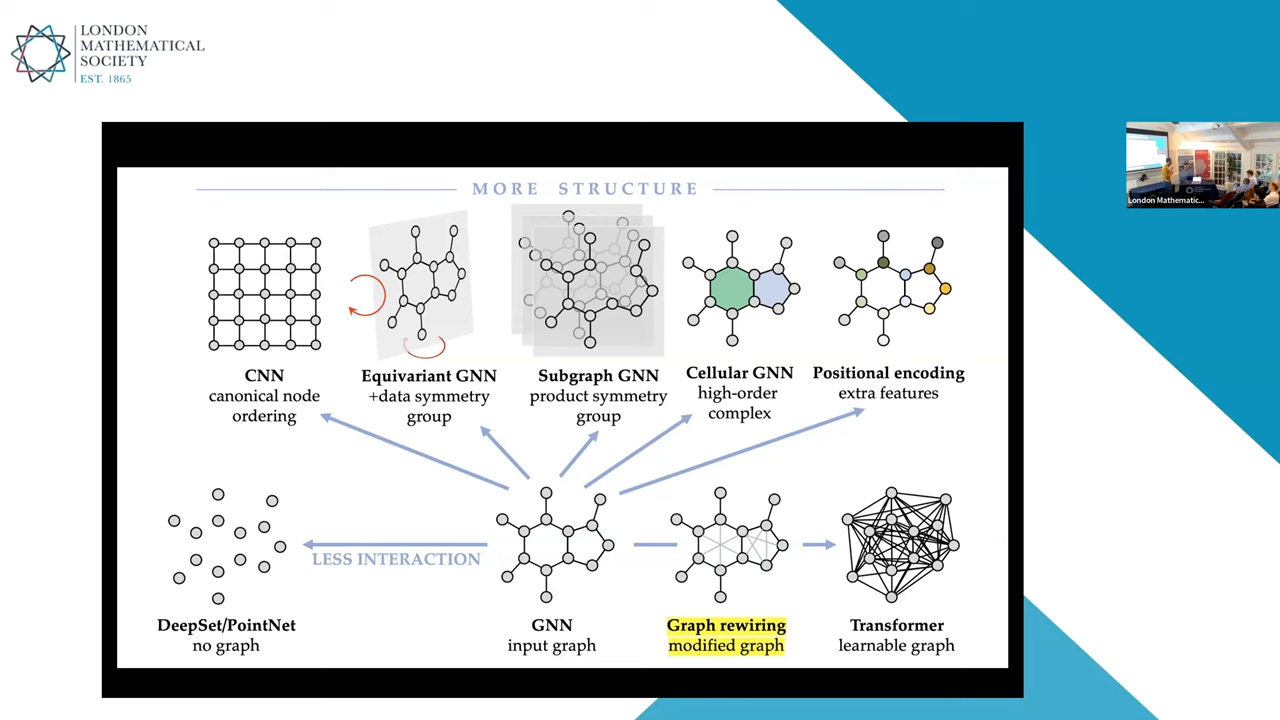 LONDON
MATHEMATICAL
SOCIETY
EST. 1865
MORE STRUCTURE
CNN
canonical node
ordering
Equivariant GNN
+data symmetry
group
Subgraph GNN
product symmetry
group
Cellular GNN
high-order
complex
Positional encoding
extra features
LESS INTERACTION
DeepSet/PointNet
no graph
GNN
input graph
Graph rewiring
modified graph
Transformer
learnable graph
London Mathematic...